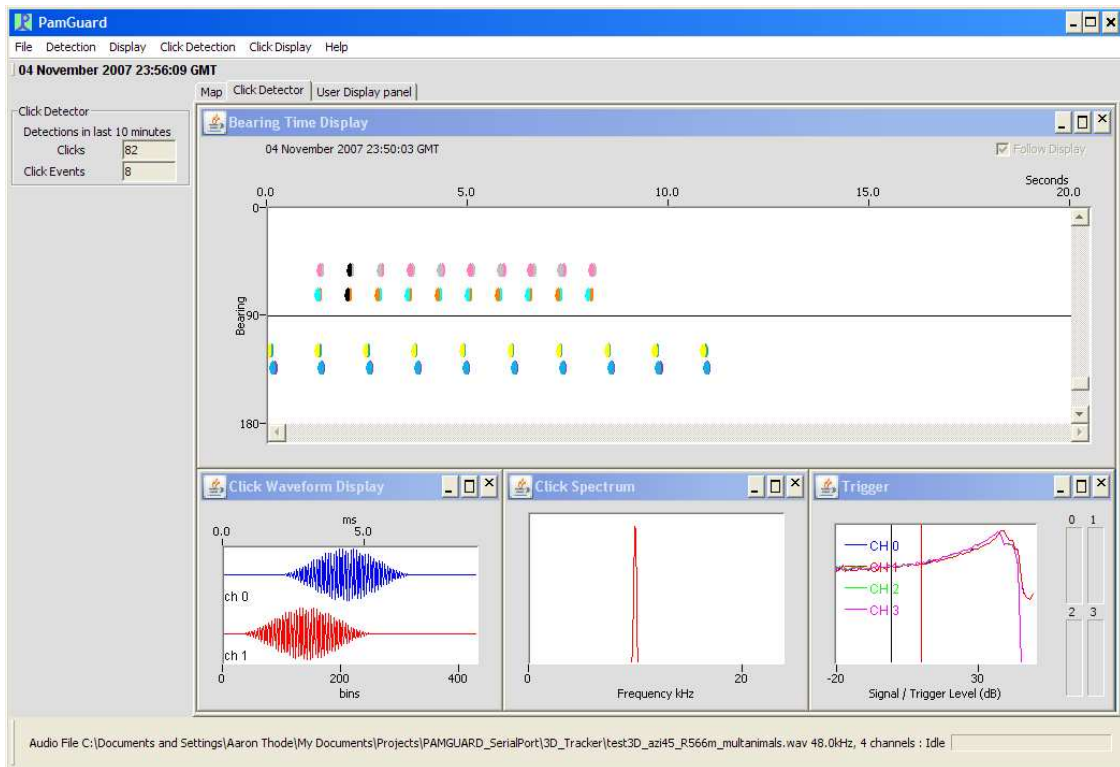 PamGuard
File Detection Display Click Detection Click Display Help
04 November 2007 23:56:09 GMT
Map Click Detector User Display panel
Click Detector
Detections in last 10 minutes
Clicks 82
Click Events 8
Bearing Time Display
04 November 2007 23:50:03 GMT
Follow Display
Seconds
0.0 5.0 10.0 15.0 20.0
0
Bearing
90
180
Click Waveform Display
ms
0.0 5.0
ch 0
ch 1
0 200 400
bins
Click Spectrum
0 20
Frequency kHz
Trigger
CH 0
CH 1
CH 2
CH 3
-20 30
Signal / Trigger Level (dB)
0 1
2 3
Audio File C:\Documents and Settings\Aaron Thode\My Documents\Projects\PAMGUARD_SerialPort\3D_Tracker\test3D_azi45_R566m_multanimals.wav 48.0kHz, 4 channels : Idle